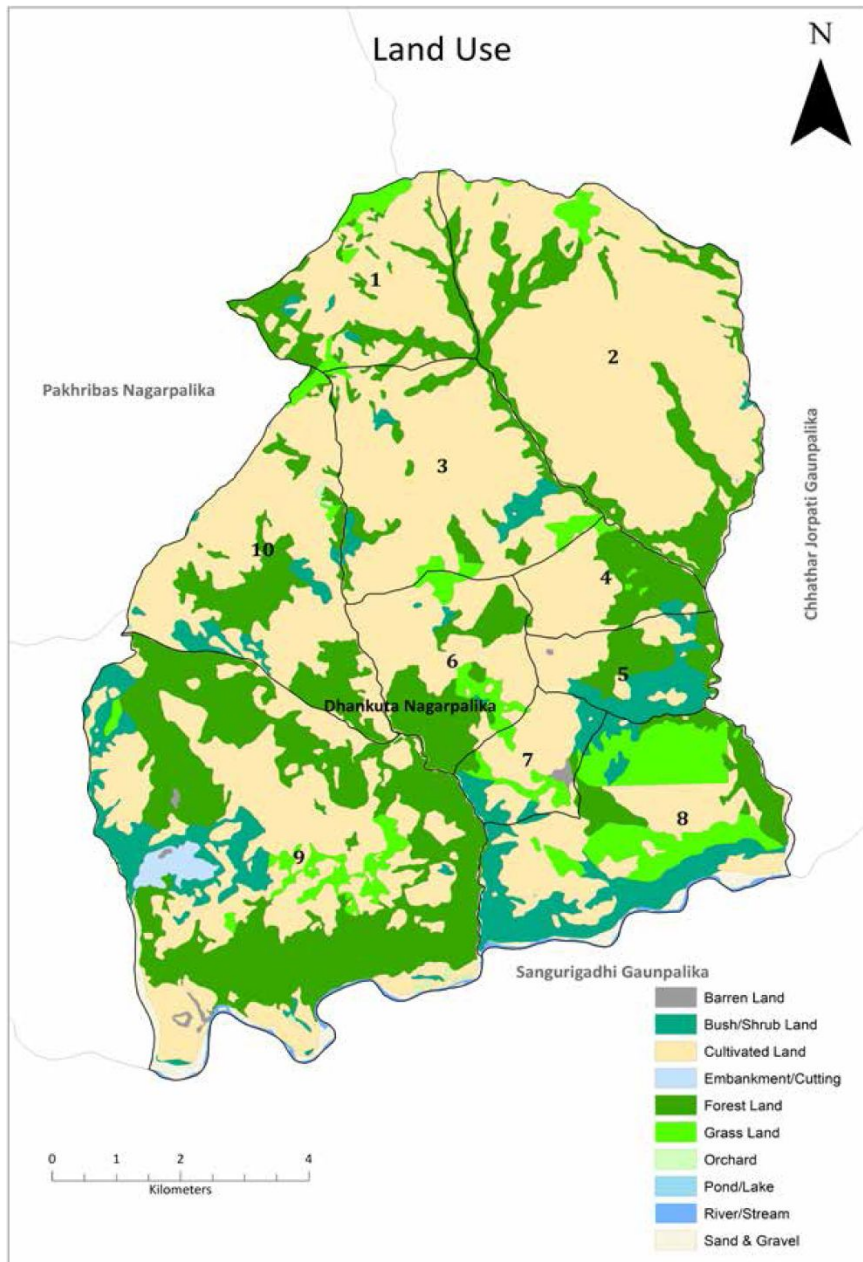 Land Use
N
1
2
Pakhribas Nagarpalika
Chhathar Jorpati Gaunpalika
3
10
4
6
5
Dhankuta Nagarpalika
7
8
9
Sangurigadhi Gaunpalika
Barren Land
Bush/Shrub Land
Cultivated Land
Embankment/Cutting
Forest Land
Grass Land
Orchard
Pond/Lake
River/Stream
Sand & Gravel
0 1 2 4
Kilometers